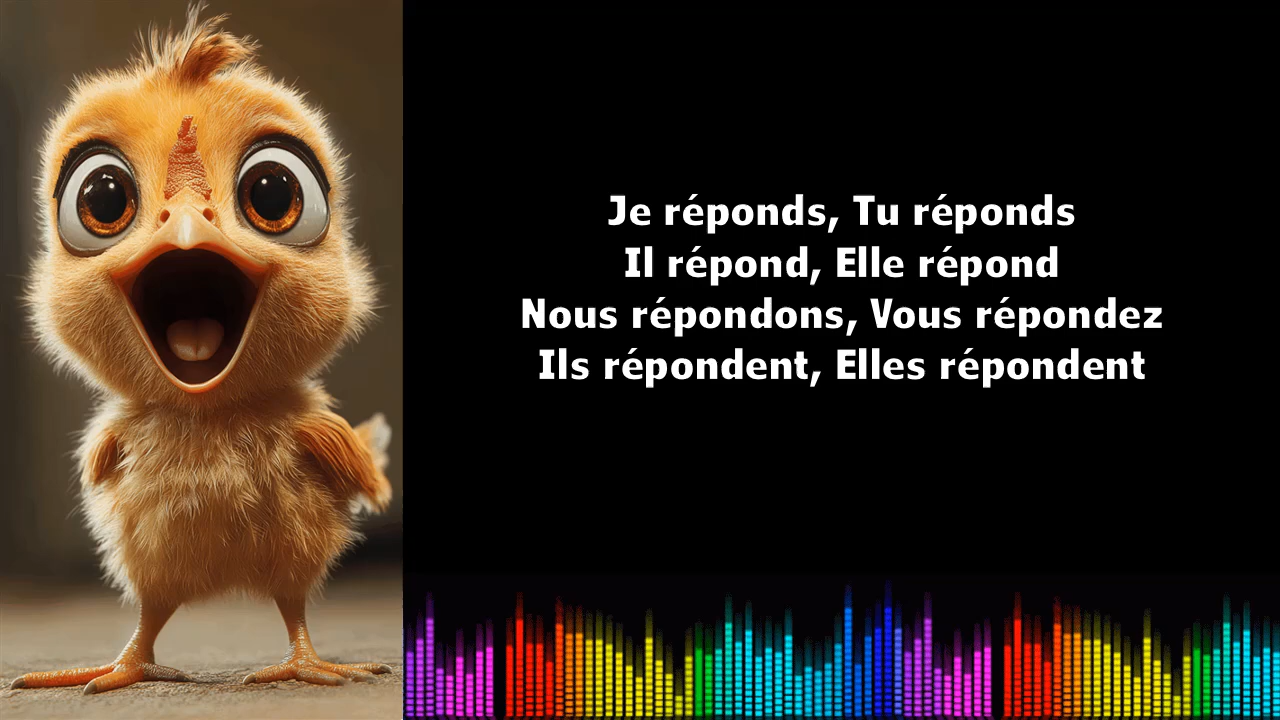 Je réponds, Tu réponds
Il répond, Elle répond
Nous répondons, Vous répondez
Ils répondent, Elles répondent